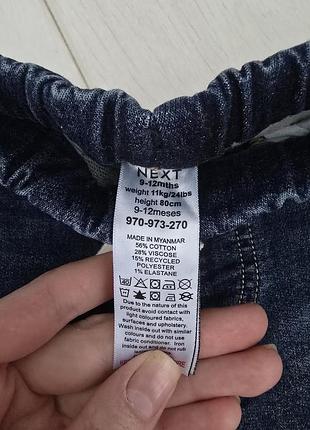 NEXT
9-12mths
weight 11kg/24lbs
height 80cm
9-12meses
970-973-270
MADE IN MYANMAR
56% COTTON
28% VISCOSE
15% RECYCLED
POLYESTER
1% ELASTANE
Due to the nature of this
product avoid contact with
light coloured fabrics,
surfaces and upholstery.
Wash inside out with similar
colours and do not
Iron inside out
out and do not rub